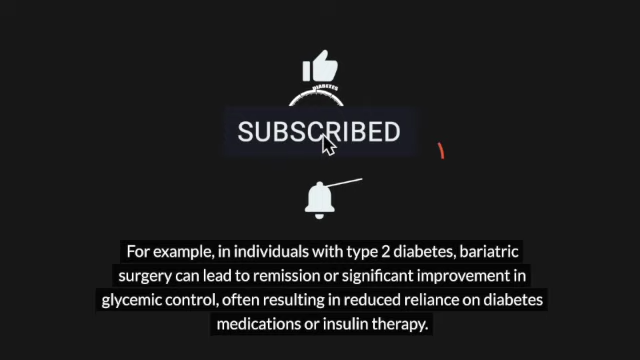 DIABETES
SUBSCRIBED
For example, in individuals with type 2 diabetes, bariatric
surgery can lead to remission or significant improvement in
glycemic control, often resulting in reduced reliance on diabetes
medications or insulin therapy.